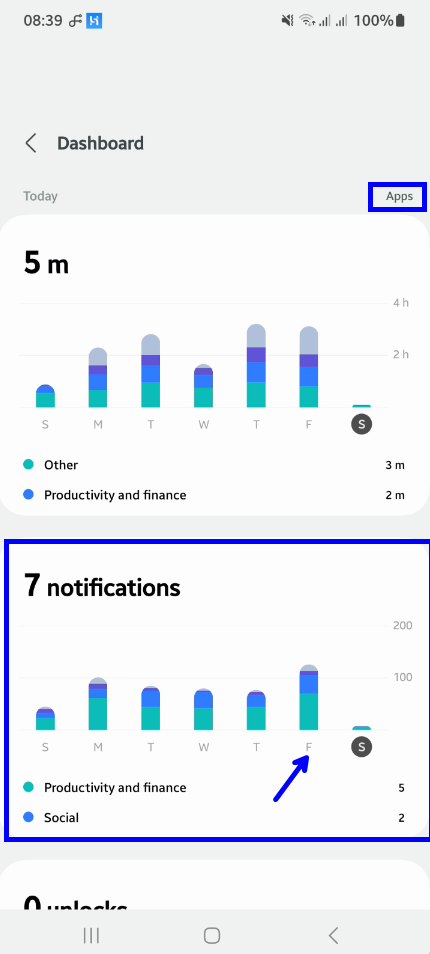 08:39 100%
Dashboard
Today Apps
5 m
4 h
2 h
S M T W T F S
Other 3 m
Productivity and finance 2 m
7 notifications
200
100
S M T W T F S
Productivity and finance 5
Social 2
0 unlocks